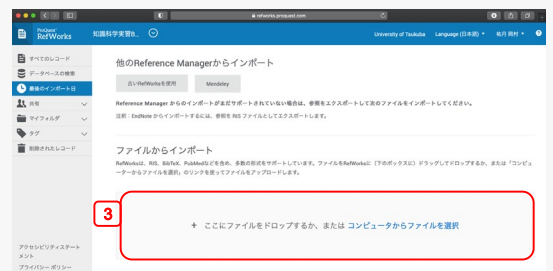 refworks.proquest.com
ProQuest
RefWorks
知識科学実習B_
University of Tsukuba
Language (日本語)
祐月 岡村
すべてのレコード
データベースの検索
最後のインポート日
共有
マイフォルダ
タグ
削除されたレコード
他のReference Managerからインポート
古いRefWorksを使用
Mendeley
Reference Manager からのインポートがまだサポートされていない場合は、参照をエクスポートして次のファイルをインポートしてください。
注釈：EndNote からインポートするには、参照を RIS ファイルとしてエクスポートします。
ファイルからインポート
RefWorksは、RIS、BibTeX、PubMedなどを含め、多数の形式をサポートしています。ファイルをRefWorksに（下のボックスに）ドラッグしてドロップするか、または「コンピュ
ーターからファイルを選択」のリンクを使ってファイルをアップロードします。
3
+ ここにファイルをドロップするか、または コンピュータからファイルを選択
アクセシビリティステート
メント
プライバシー ポリシー